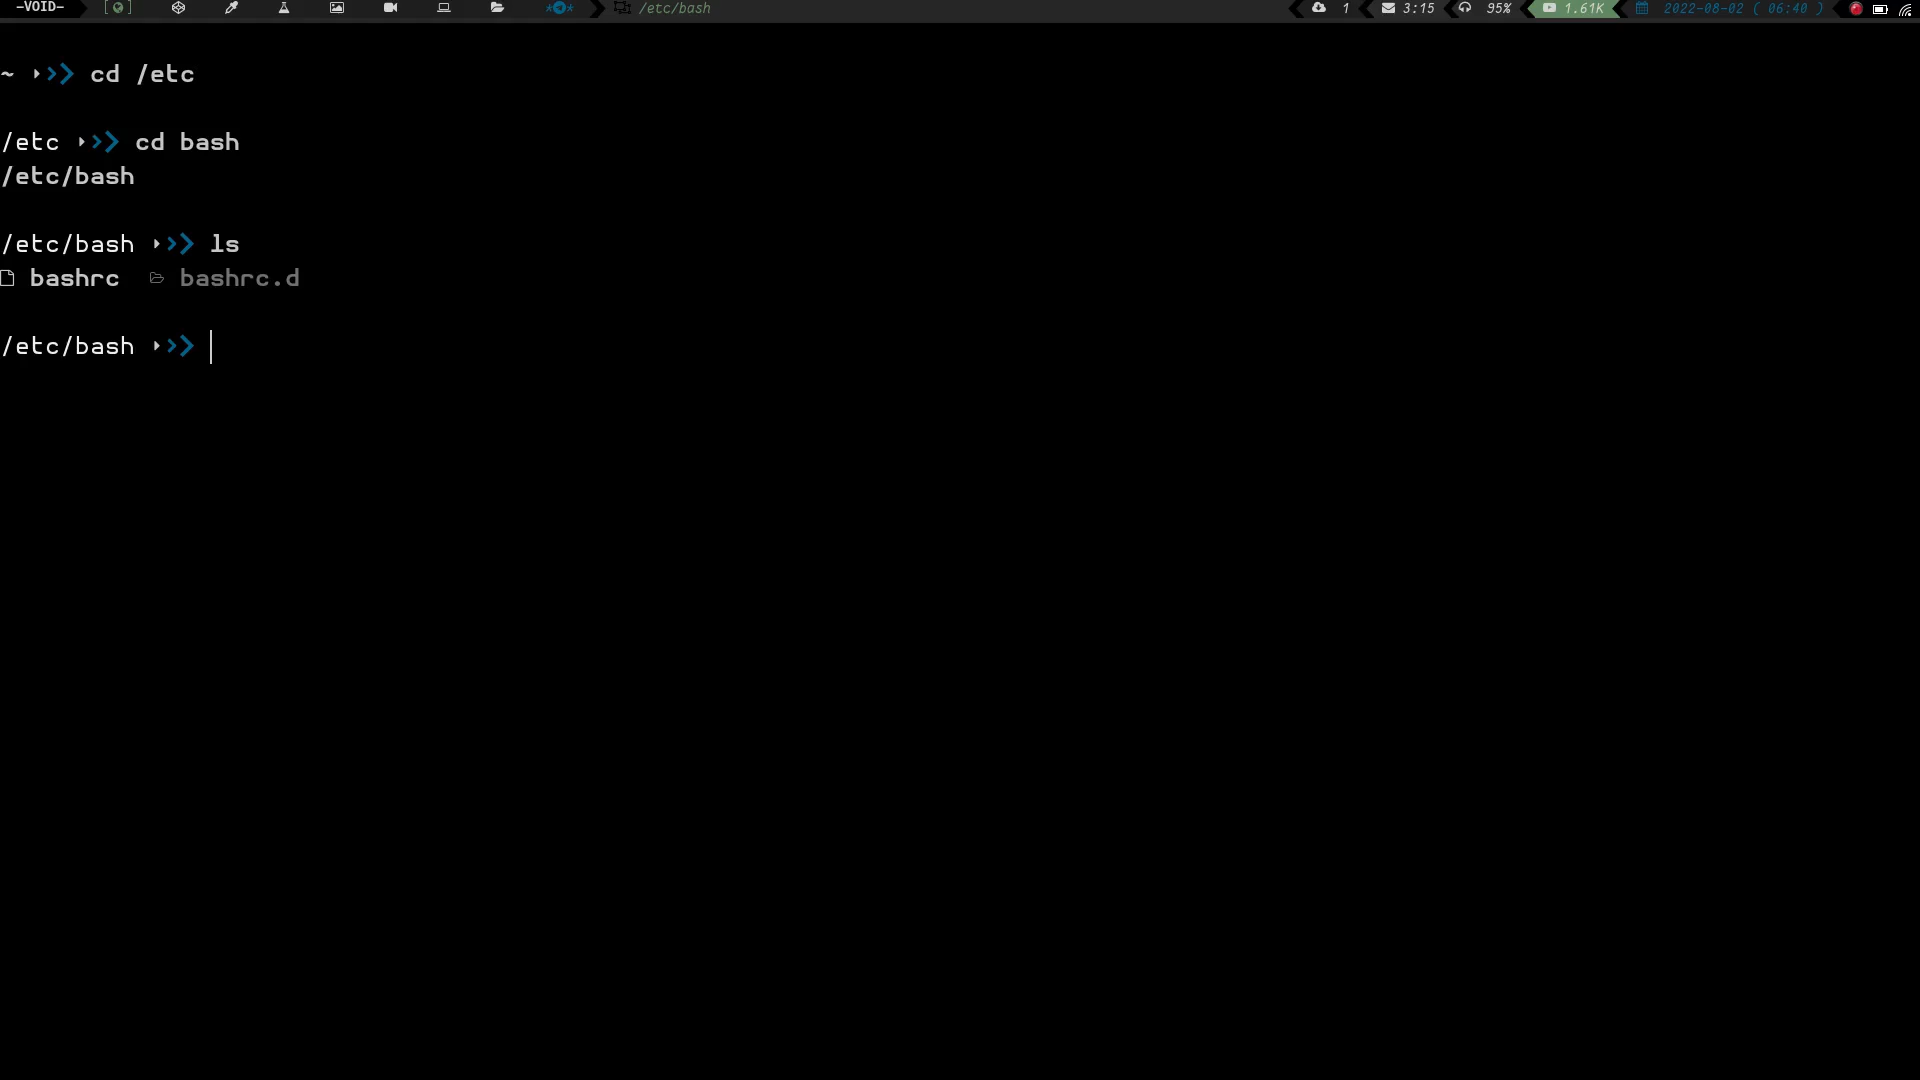 —VOID— [ ] * * /etc/bash 1 3:15 95% 1.61K 2022-08-02 ( 06:40 )
~ cd /etc
/etc cd bash
/etc/bash
/etc/bash ls
bashrc bashrc.d
/etc/bash